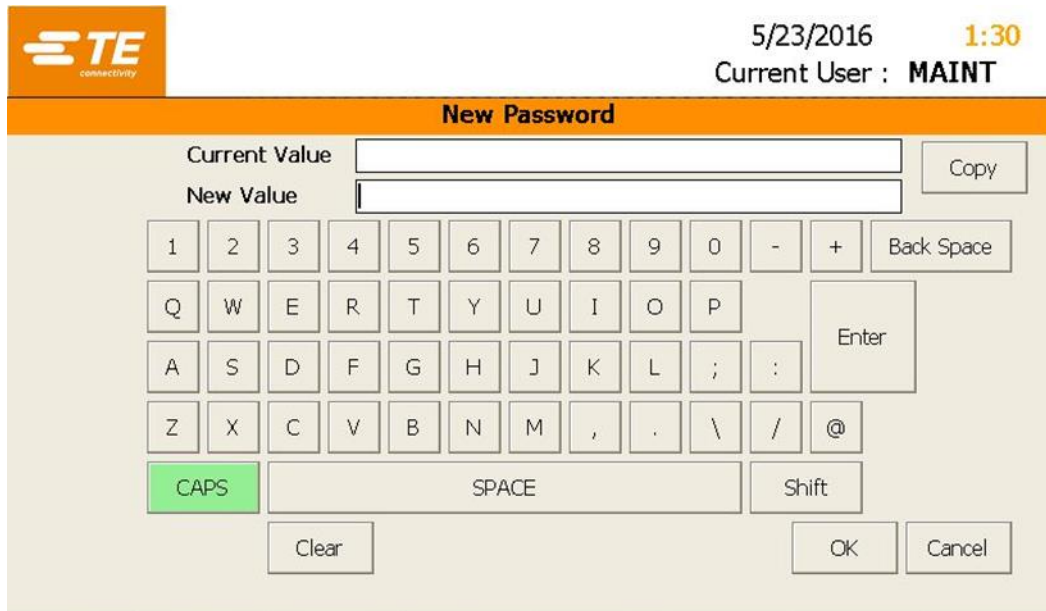 TE
connectivity
5/23/2016 1:30
Current User : MAINT
New Password
Current Value
Copy
New Value
1 2 3 4 5 6 7 8 9 0 - + Back Space
Q W E R T Y U I O P
Enter
A S D F G H J K L ; :
Z X C V B N M , . \ / @
CAPS SPACE Shift
Clear OK Cancel